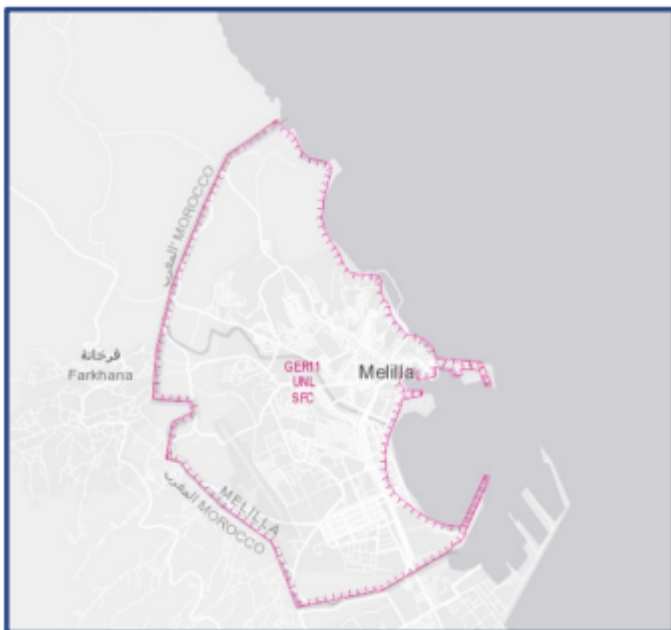 المغرب' MOROCCO
فرخانة
Farkhana
GER11
UNL
SFC
Melilla
MELILLA
المغرب MOROCCO